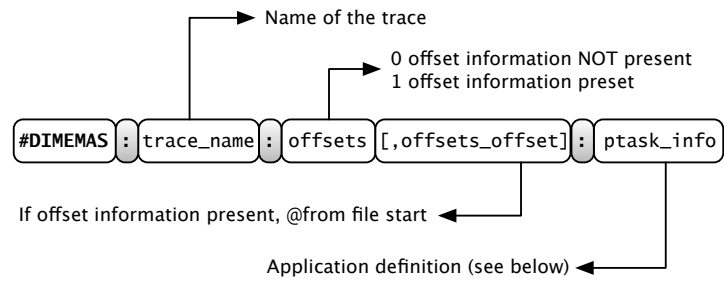 Name of the trace
0 offset information NOT present
1 offset information preset
#DIMEMAS : trace_name : offsets [,offsets_offset] : ptask_info
If offset information present, @from file start
Application definition (see below)